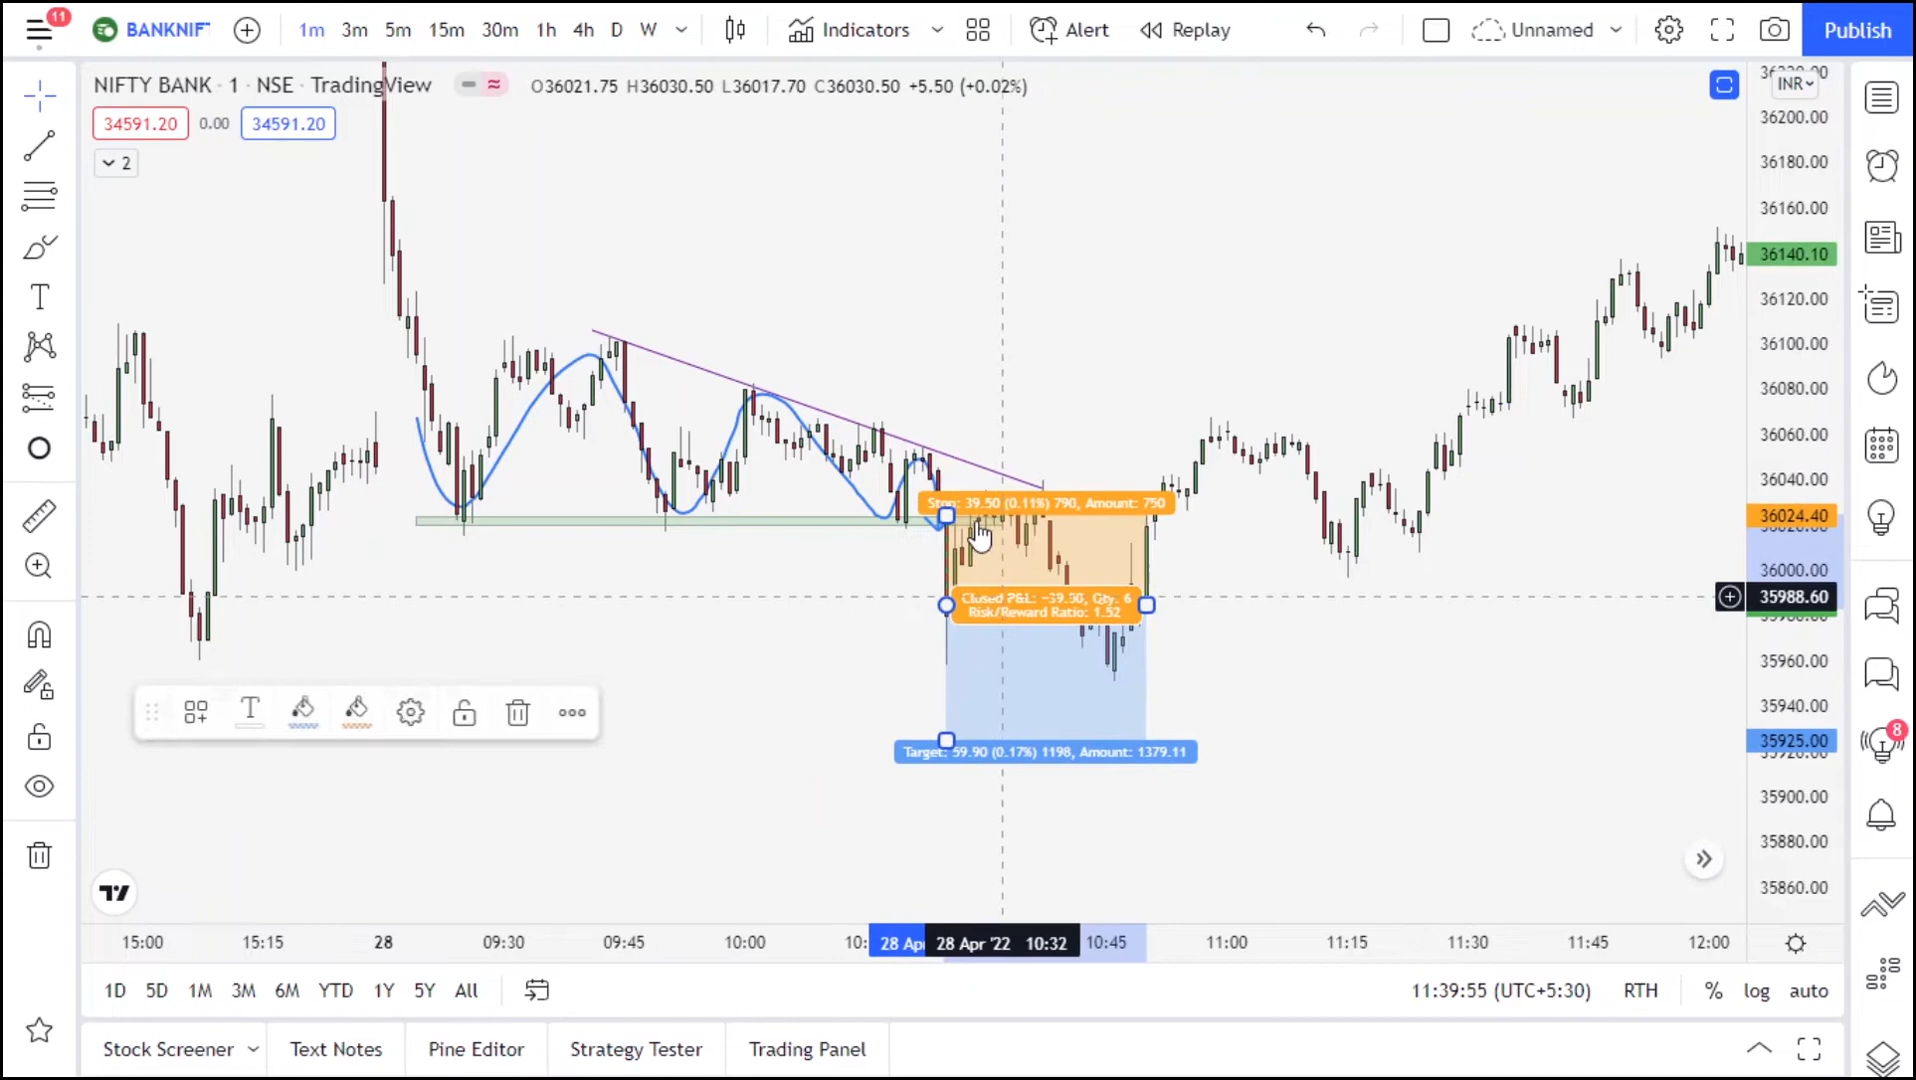 11
BANKNIFT
1m 3m 5m 15m 30m 1h 4h D W
Indicators
Alert
Replay
Unnamed
Publish
NIFTY BANK · 1 · NSE · TradingView
O36021.75 H36030.50 L36017.70 C36030.50 +5.50 (+0.02%)
INR
34591.20 0.00 34591.20
2
36200.00
36180.00
36160.00
36140.10
36120.00
36100.00
36080.00
36060.00
36040.00
36024.40
36000.00
35988.60
35960.00
35940.00
35925.00
35900.00
35880.00
35860.00
Stop: 39.50 (0.11%) 790, Amount: 750
Closed P&L: −39.50, Qty: 6
Risk/Reward Ratio: 1.52
Target: 59.90 (0.17%) 1198, Amount: 1379.11
T
T
8
15:00 15:15 28 09:30 09:45 10:00 10: 28 Ap 28 Apr '22 10:32 10:45 11:00 11:15 11:30 11:45 12:00
1D 5D 1M 3M 6M YTD 1Y 5Y All
11:39:55 (UTC+5:30) RTH % log auto
Stock Screener Text Notes Pine Editor Strategy Tester Trading Panel